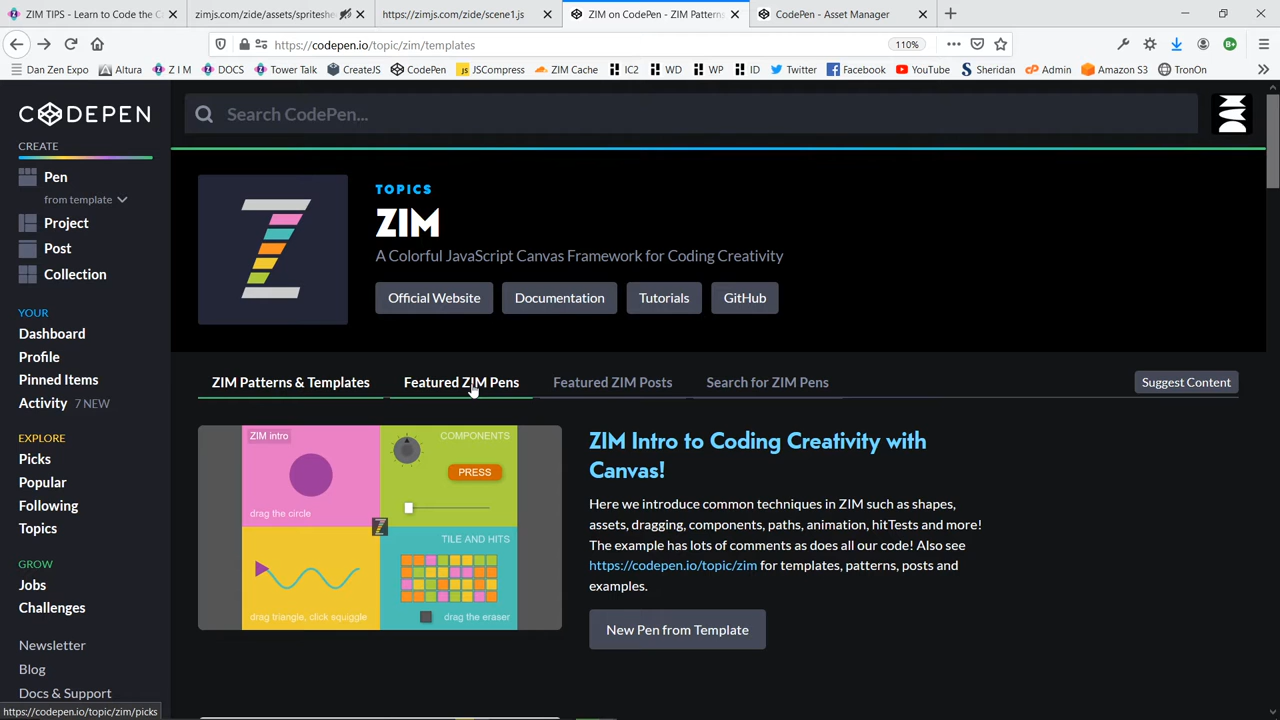 ZIM TIPS - Learn to Code the C
zimjs.com/zide/assets/spriteshe
https://zimjs.com/zide/scene1.js
ZIM on CodePen - ZIM Patterns
CodePen - Asset Manager
https://codepen.io/topic/zim/templates
110%
Dan Zen Expo
Altura
Z I M
DOCS
Tower Talk
CreateJS
CodePen
JSCompress
ZIM Cache
IC2
WD
WP
ID
Twitter
Facebook
YouTube
Sheridan
Admin
Amazon S3
TronOn
CODEPEN
Search CodePen...
CREATE
Pen
from template
Project
Post
Collection
YOUR
Dashboard
Profile
Pinned Items
Activity 7 NEW
EXPLORE
Picks
Popular
Following
Topics
GROW
Jobs
Challenges
Newsletter
Blog
Docs & Support
https://codepen.io/topic/zim/picks
TOPICS
ZIM
A Colorful JavaScript Canvas Framework for Coding Creativity
Official Website
Documentation
Tutorials
GitHub
ZIM Patterns & Templates
Featured ZIM Pens
Featured ZIM Posts
Search for ZIM Pens
Suggest Content
ZIM intro
drag the circle
COMPONENTS
PRESS
drag triangle, click squiggle
TILE AND HITS
drag the eraser
ZIM Intro to Coding Creativity with
Canvas!
Here we introduce common techniques in ZIM such as shapes,
assets, dragging, components, paths, animation, hitTests and more!
The example has lots of comments as does all our code! Also see
https://codepen.io/topic/zim for templates, patterns, posts and
examples.
New Pen from Template